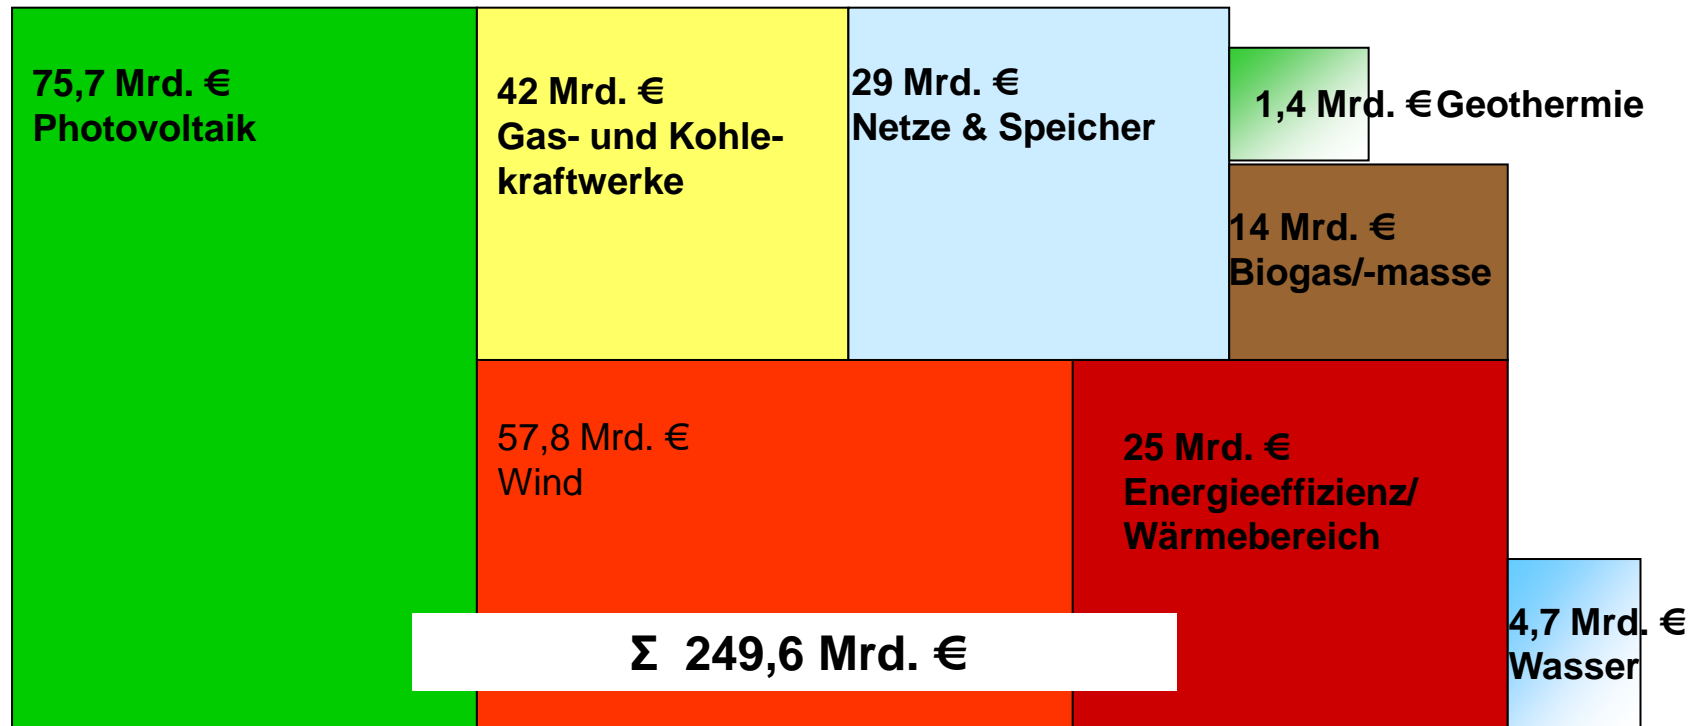 75,7 Mrd. €
Photovoltaik
42 Mrd. €
Gas- und Kohle-
kraftwerke
29 Mrd. €
Netze & Speicher
1,4 Mrd. € Geothermie
14 Mrd. €
Biogas/-masse
57,8 Mrd. €
Wind
25 Mrd. €
Energieeffizienz/
Wärmebereich
4,7 Mrd. €
Wasser
Σ 249,6 Mrd. €